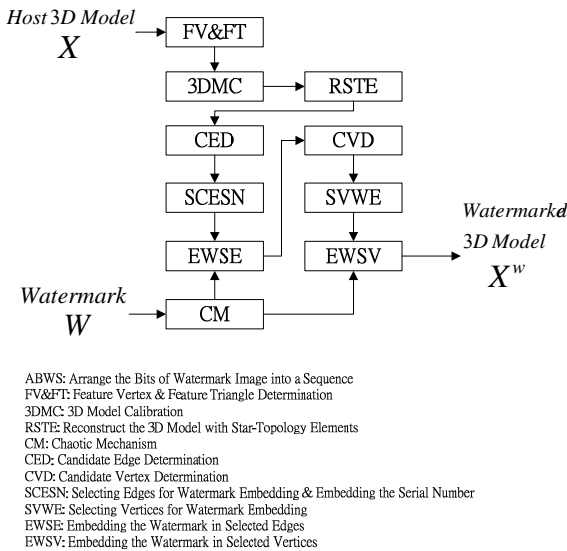 Host 3D Model
X
FV&FT
3DMC
RSTE
CED
CVD
SCESN
SVWE
Watermarkd
3D Model
X^w
EWSE
EWSV
Watermark
W
CM
ABWS: Arrange the Bits of Watermark Image into a Sequence
FV&FT: Feature Vertex & Feature Triangle Determination
3DMC: 3D Model Calibration
RSTE: Reconstruct the 3D Model with Star-Topology Elements
CM: Chaotic Mechanism
CED: Candidate Edge Determination
CVD: Candidate Vertex Determination
SCESN: Selecting Edges for Watermark Embedding & Embedding the Serial Number
SVWE: Selecting Vertices for Watermark Embedding
EWSE: Embedding the Watermark in Selected Edges
EWSV: Embedding the Watermark in Selected Vertices